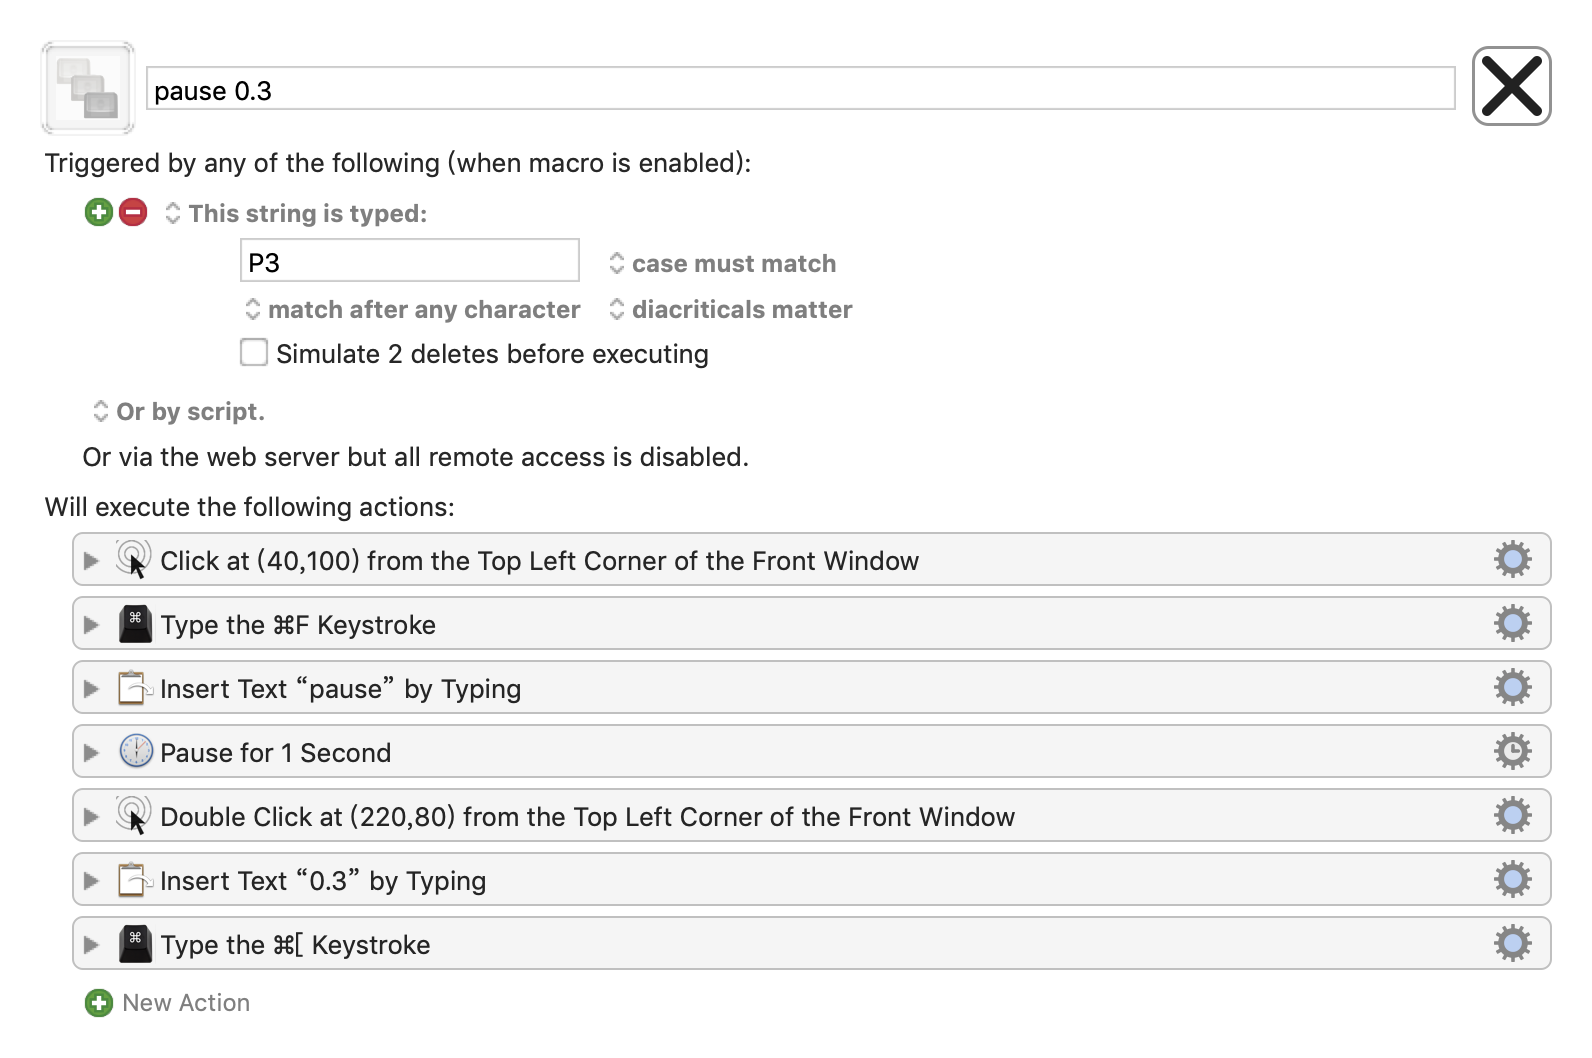 pause 0.3
Triggered by any of the following (when macro is enabled):
This string is typed:
P3 case must match
match after any character diacriticals matter
Simulate 2 deletes before executing
Or by script.
Or via the web server but all remote access is disabled.
Will execute the following actions:
Click at (40,100) from the Top Left Corner of the Front Window
⌘ Type the ⌘F Keystroke
Insert Text “pause” by Typing
Pause for 1 Second
Double Click at (220,80) from the Top Left Corner of the Front Window
Insert Text “0.3” by Typing
⌘ Type the ⌘[ Keystroke
New Action